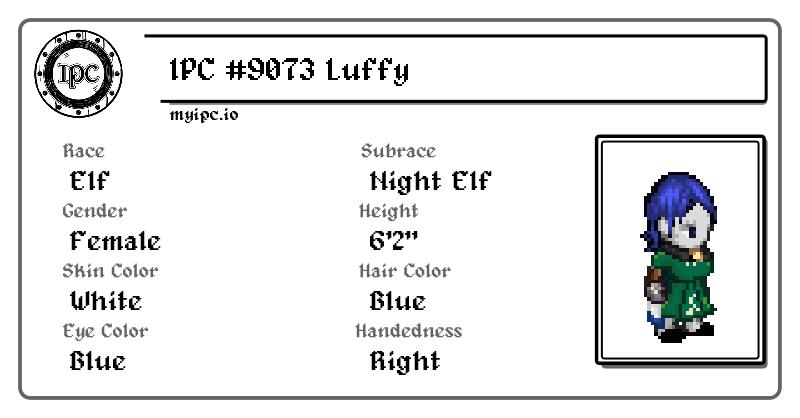 IPC
IPC #9073 Luffy
myipc.io
Race
Elf
Subrace
Night Elf
Gender
Female
Height
6'2"
Skin Color
White
Hair Color
Blue
Eye Color
Blue
Handedness
Right